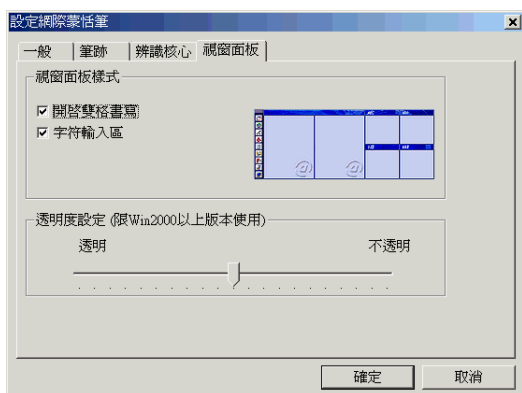 設定網際蒙恬筆
一般 筆跡 辨識核心 視窗面板
視窗面板樣式
開啓雙格書寫
字符輸入區
透明度設定 (限Win2000以上版本使用)
透明 不透明
確定 取消